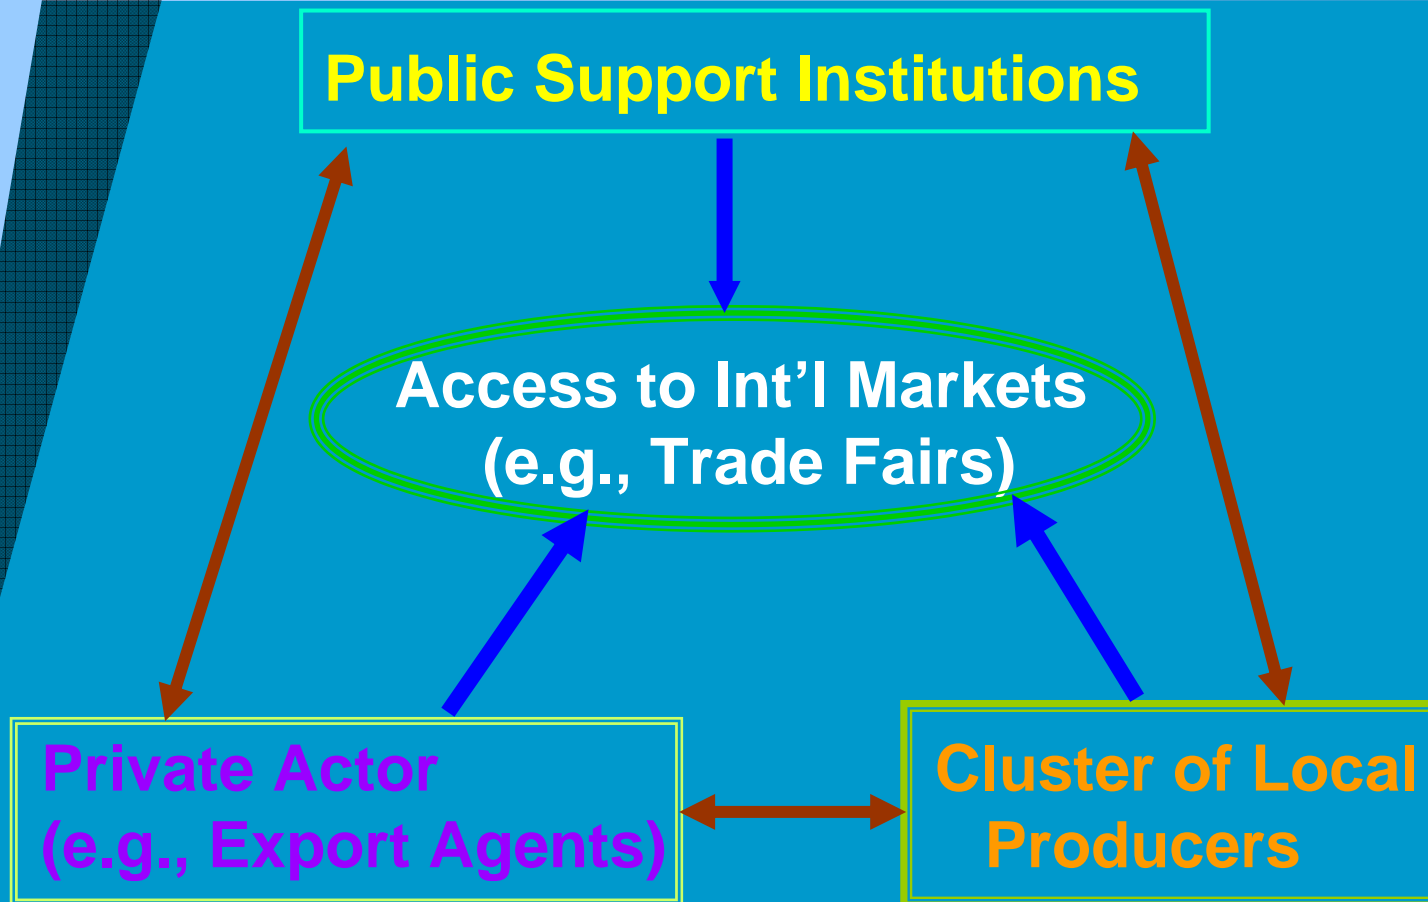 Public Support Institutions
Access to Int’l Markets
(e.g., Trade Fairs)
Private Actor
(e.g., Export Agents)
Cluster of Local
Producers